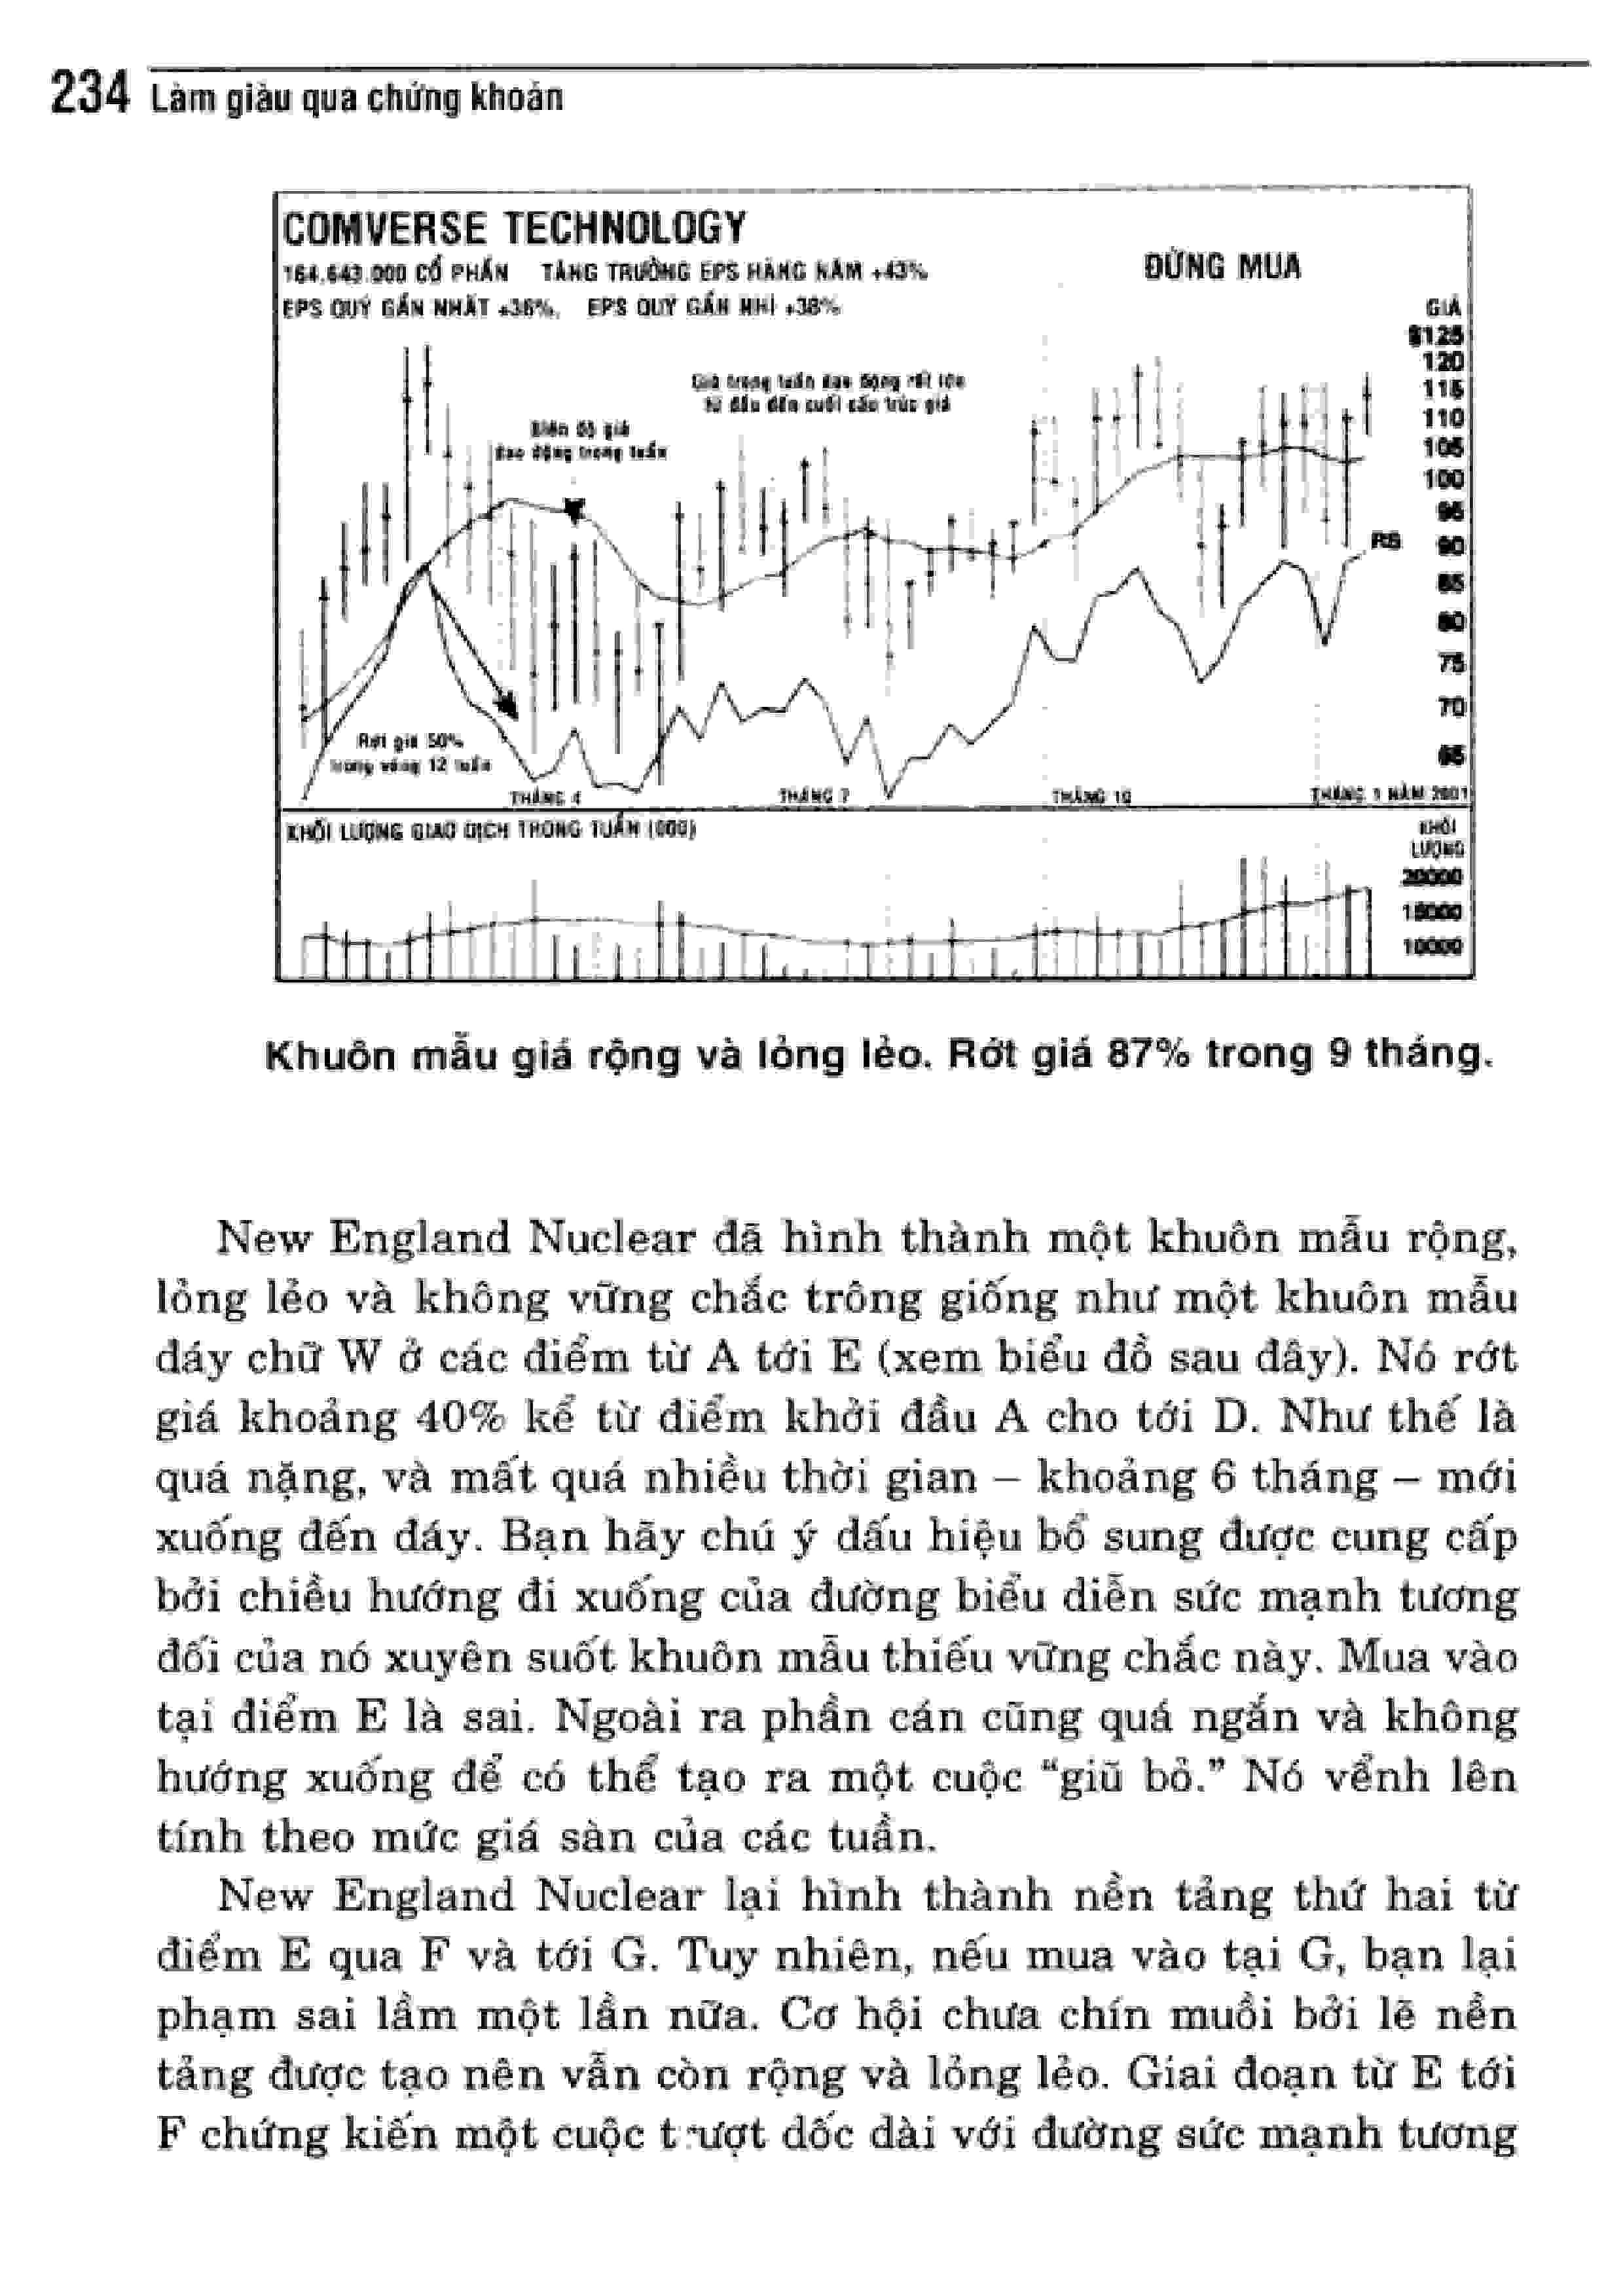 234 Làm giàu qua chứng khoán
COMVERSE TECHNOLOGY
164.643.000 CỔ PHẦN TĂNG TRƯỞNG EPS HÀNG NĂM +43%
ĐỪNG MUA
EPS QUÝ GẦN NHẤT +36%, EPS QUÝ GẦN NHÌ +38%
GIÁ
$125
120
115
110
105
100
95
90
85
80
75
70
65
Giá trong tuần dao động rất lớn
từ đầu đến cuối cấu trúc giá
Biên độ giá
dao động trong tuần
RS
Rớt giá 50%
trong vòng 12 tuần
THÁNG 4 THÁNG 7 THÁNG 10 THÁNG 1 NĂM 2001
KHỐI LƯỢNG GIAO DỊCH TRONG TUẦN (000)
KHỐI
LƯỢNG
20000
15000
10000
Khuôn mẫu giá rộng và lỏng lẻo. Rớt giá 87% trong 9 tháng.
New England Nuclear đã hình thành một khuôn mẫu rộng,
lỏng lẻo và không vững chắc trông giống như một khuôn mẫu
đáy chữ W ở các điểm từ A tới E (xem biểu đồ sau đây). Nó rớt
giá khoảng 40% kể từ điểm khởi đầu A cho tới D. Như thế là
quá nặng, và mất quá nhiều thời gian – khoảng 6 tháng – mới
xuống đến đáy. Bạn hãy chú ý dấu hiệu bổ sung được cung cấp
bởi chiều hướng đi xuống của đường biểu diễn sức mạnh tương
đối của nó xuyên suốt khuôn mẫu thiếu vững chắc này. Mua vào
tại điểm E là sai. Ngoài ra phần cán cũng quá ngắn và không
hướng xuống để có thể tạo ra một cuộc “giũ bỏ.” Nó vểnh lên
tính theo mức giá sàn của các tuần.
New England Nuclear lại hình thành nền tảng thứ hai từ
điểm E qua F và tới G. Tuy nhiên, nếu mua vào tại G, bạn lại
phạm sai lầm một lần nữa. Cơ hội chưa chín muồi bởi lẽ nền
tảng được tạo nên vẫn còn rộng và lỏng lẻo. Giai đoạn từ E tới
F chứng kiến một cuộc trượt dốc dài với đường sức mạnh tương